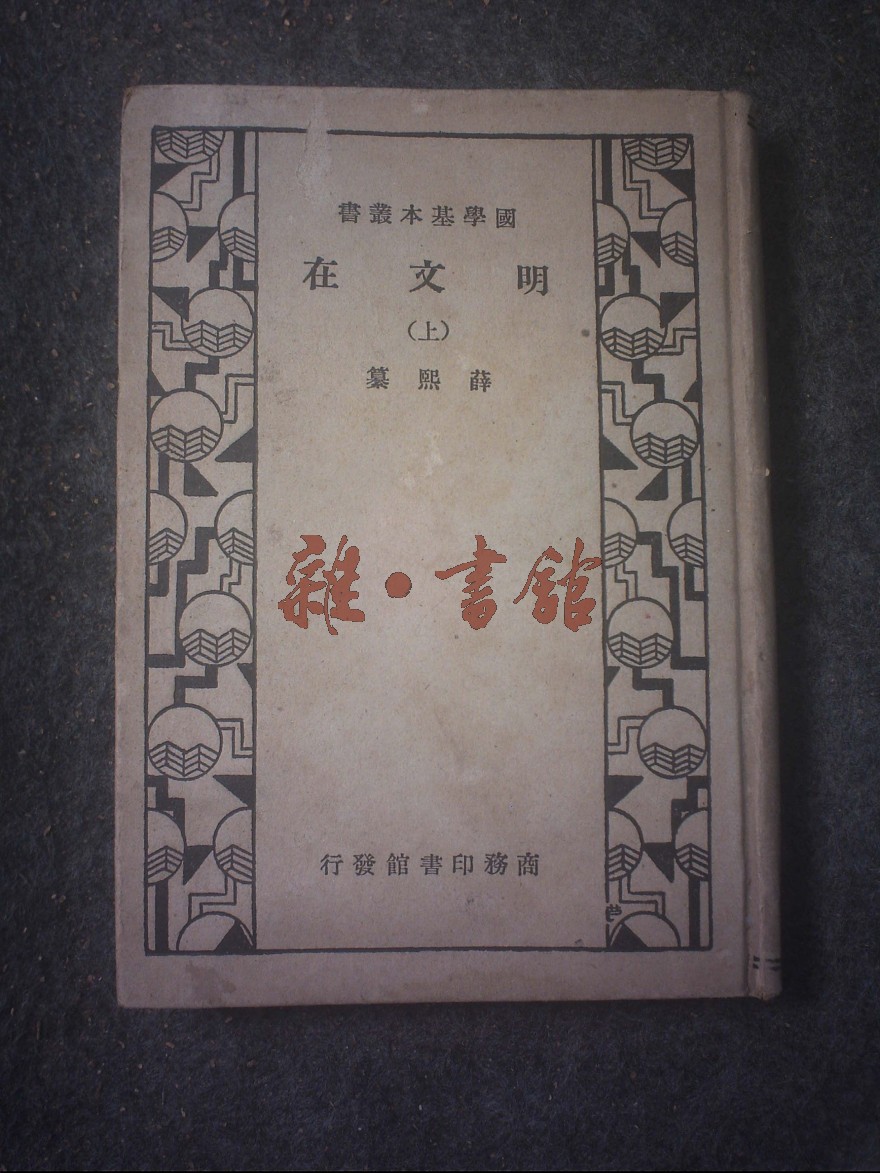 國學基本叢書
明文在
（上）
薛熙纂
雜·書館
商務印書館發行